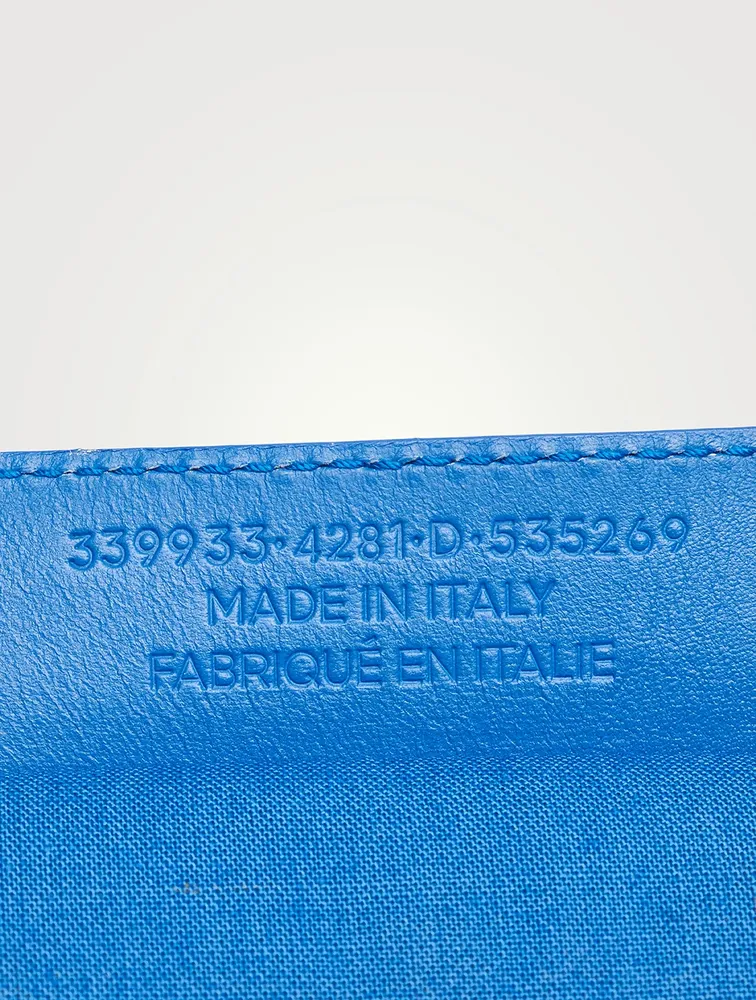 339933•4281•D•535269
MADE IN ITALY
FABRIQUÉ EN ITALIE